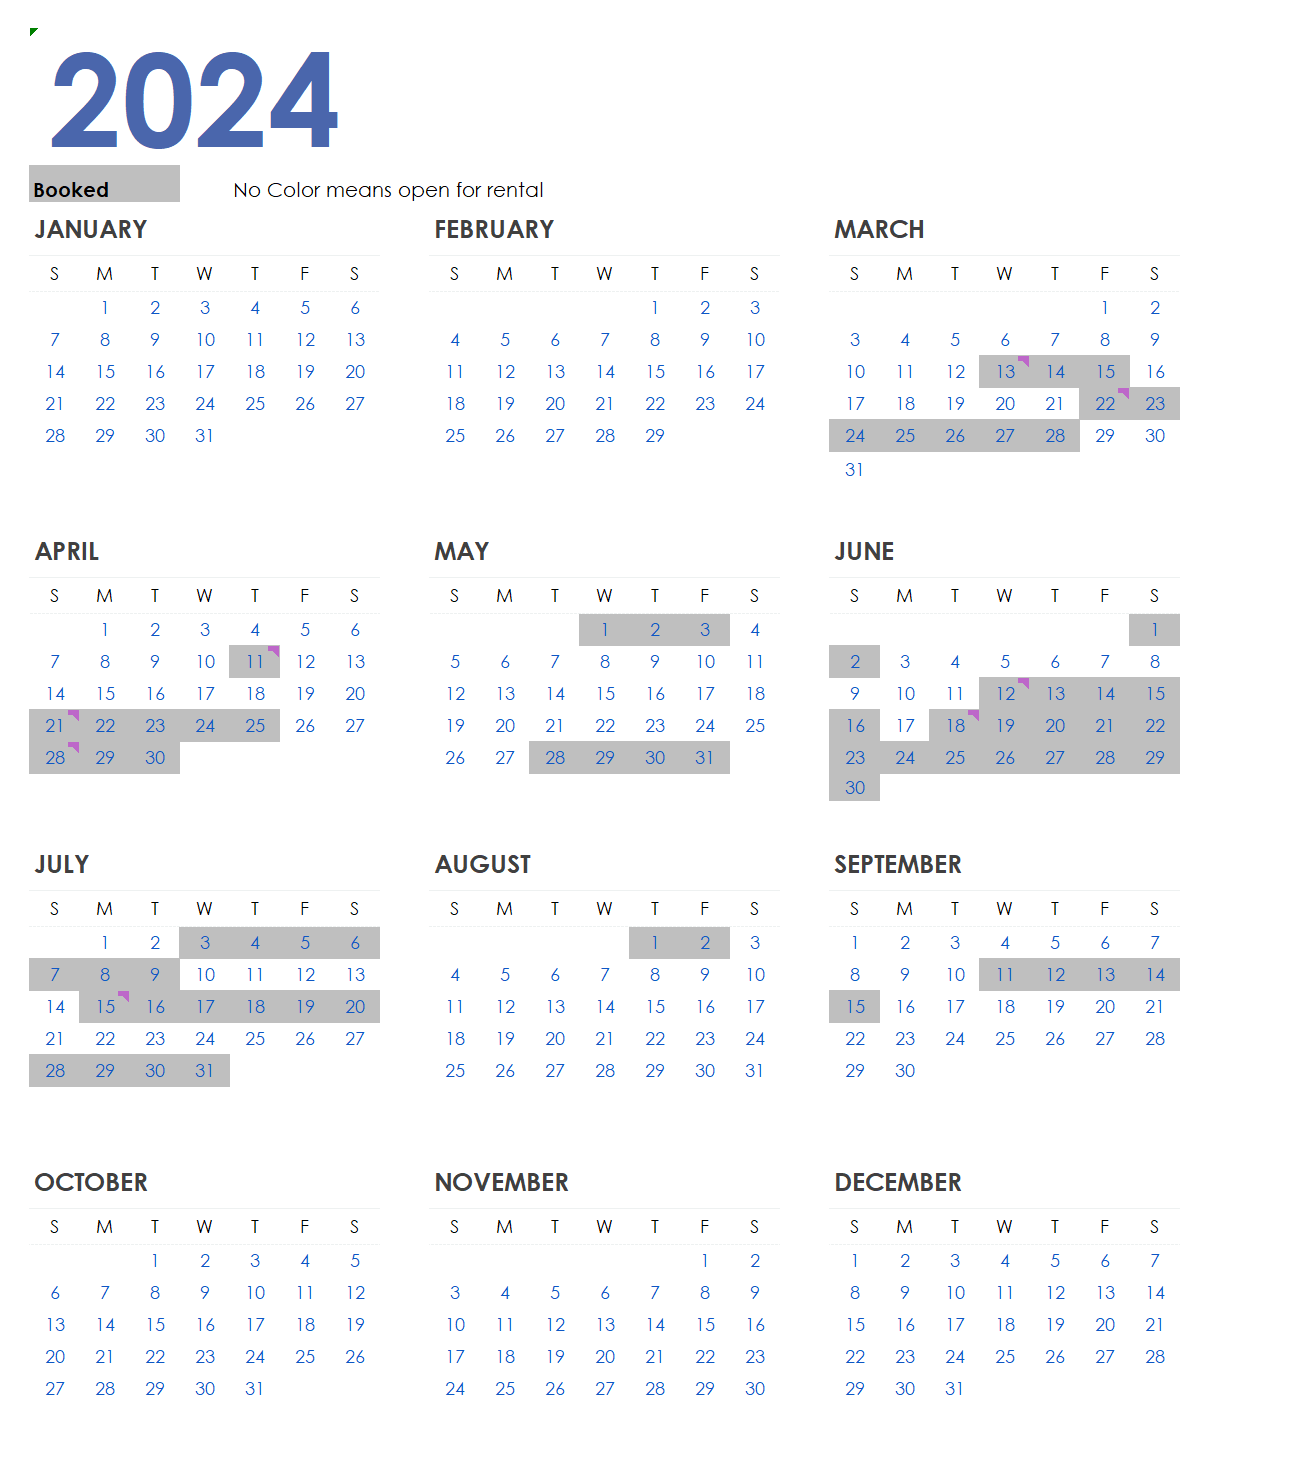 2024
Booked No Color means open for rental
JANUARY FEBRUARY MARCH
S M T W T F S S M T W T F S S M T W T F S
1 2 3 4 5 6 1 2 3 1 2
7 8 9 10 11 12 13 4 5 6 7 8 9 10 3 4 5 6 7 8 9
14 15 16 17 18 19 20 11 12 13 14 15 16 17 10 11 12 13 14 15 16
21 22 23 24 25 26 27 18 19 20 21 22 23 24 17 18 19 20 21 22 23
28 29 30 31 25 26 27 28 29 24 25 26 27 28 29 30
31
APRIL MAY JUNE
S M T W T F S S M T W T F S S M T W T F S
1 2 3 4 5 6 1 2 3 4 1
7 8 9 10 11 12 13 5 6 7 8 9 10 11 2 3 4 5 6 7 8
14 15 16 17 18 19 20 12 13 14 15 16 17 18 9 10 11 12 13 14 15
21 22 23 24 25 26 27 19 20 21 22 23 24 25 16 17 18 19 20 21 22
28 29 30 26 27 28 29 30 31 23 24 25 26 27 28 29
30
JULY AUGUST SEPTEMBER
S M T W T F S S M T W T F S S M T W T F S
1 2 3 4 5 6 1 2 3 1 2 3 4 5 6 7
7 8 9 10 11 12 13 4 5 6 7 8 9 10 8 9 10 11 12 13 14
14 15 16 17 18 19 20 11 12 13 14 15 16 17 15 16 17 18 19 20 21
21 22 23 24 25 26 27 18 19 20 21 22 23 24 22 23 24 25 26 27 28
28 29 30 31 25 26 27 28 29 30 31 29 30
OCTOBER NOVEMBER DECEMBER
S M T W T F S S M T W T F S S M T W T F S
1 2 3 4 5 1 2 1 2 3 4 5 6 7
6 7 8 9 10 11 12 3 4 5 6 7 8 9 8 9 10 11 12 13 14
13 14 15 16 17 18 19 10 11 12 13 14 15 16 15 16 17 18 19 20 21
20 21 22 23 24 25 26 17 18 19 20 21 22 23 22 23 24 25 26 27 28
27 28 29 30 31 24 25 26 27 28 29 30 29 30 31